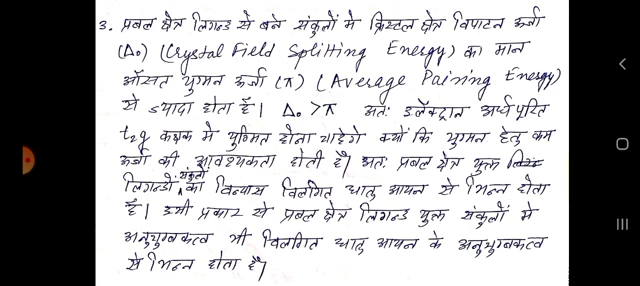 3. प्रबल क्षेत्र लिगन्ड से बने संकुलों में क्रिस्टल क्षेत्र विपाटन ऊर्जा
(Δ₀) (Crystal Field Splitting Energy) का मान
औसत युग्मन ऊर्जा (π) (Average Pairing Energy)
से ज्यादा होता है। Δ₀ > π अतः इलेक्ट्रान अर्धपूरित
t₂g कक्षक में युग्मित होना चाहेगे क्यों कि युग्मन हेतु कम
ऊर्जा की आवश्यकता होती है। अतः प्रबल क्षेत्र युक्त
लिगन्डो संकुलो का विन्यास विलगित धातु आयन से भिन्न होता
है। इसी प्रकार से प्रबल क्षेत्र लिगन्ड युक्त संकुलों में
अनुचुम्बकत्व भी विलगित धातु आयन के अनुचुम्बकत्व
से भिन्न होता है।